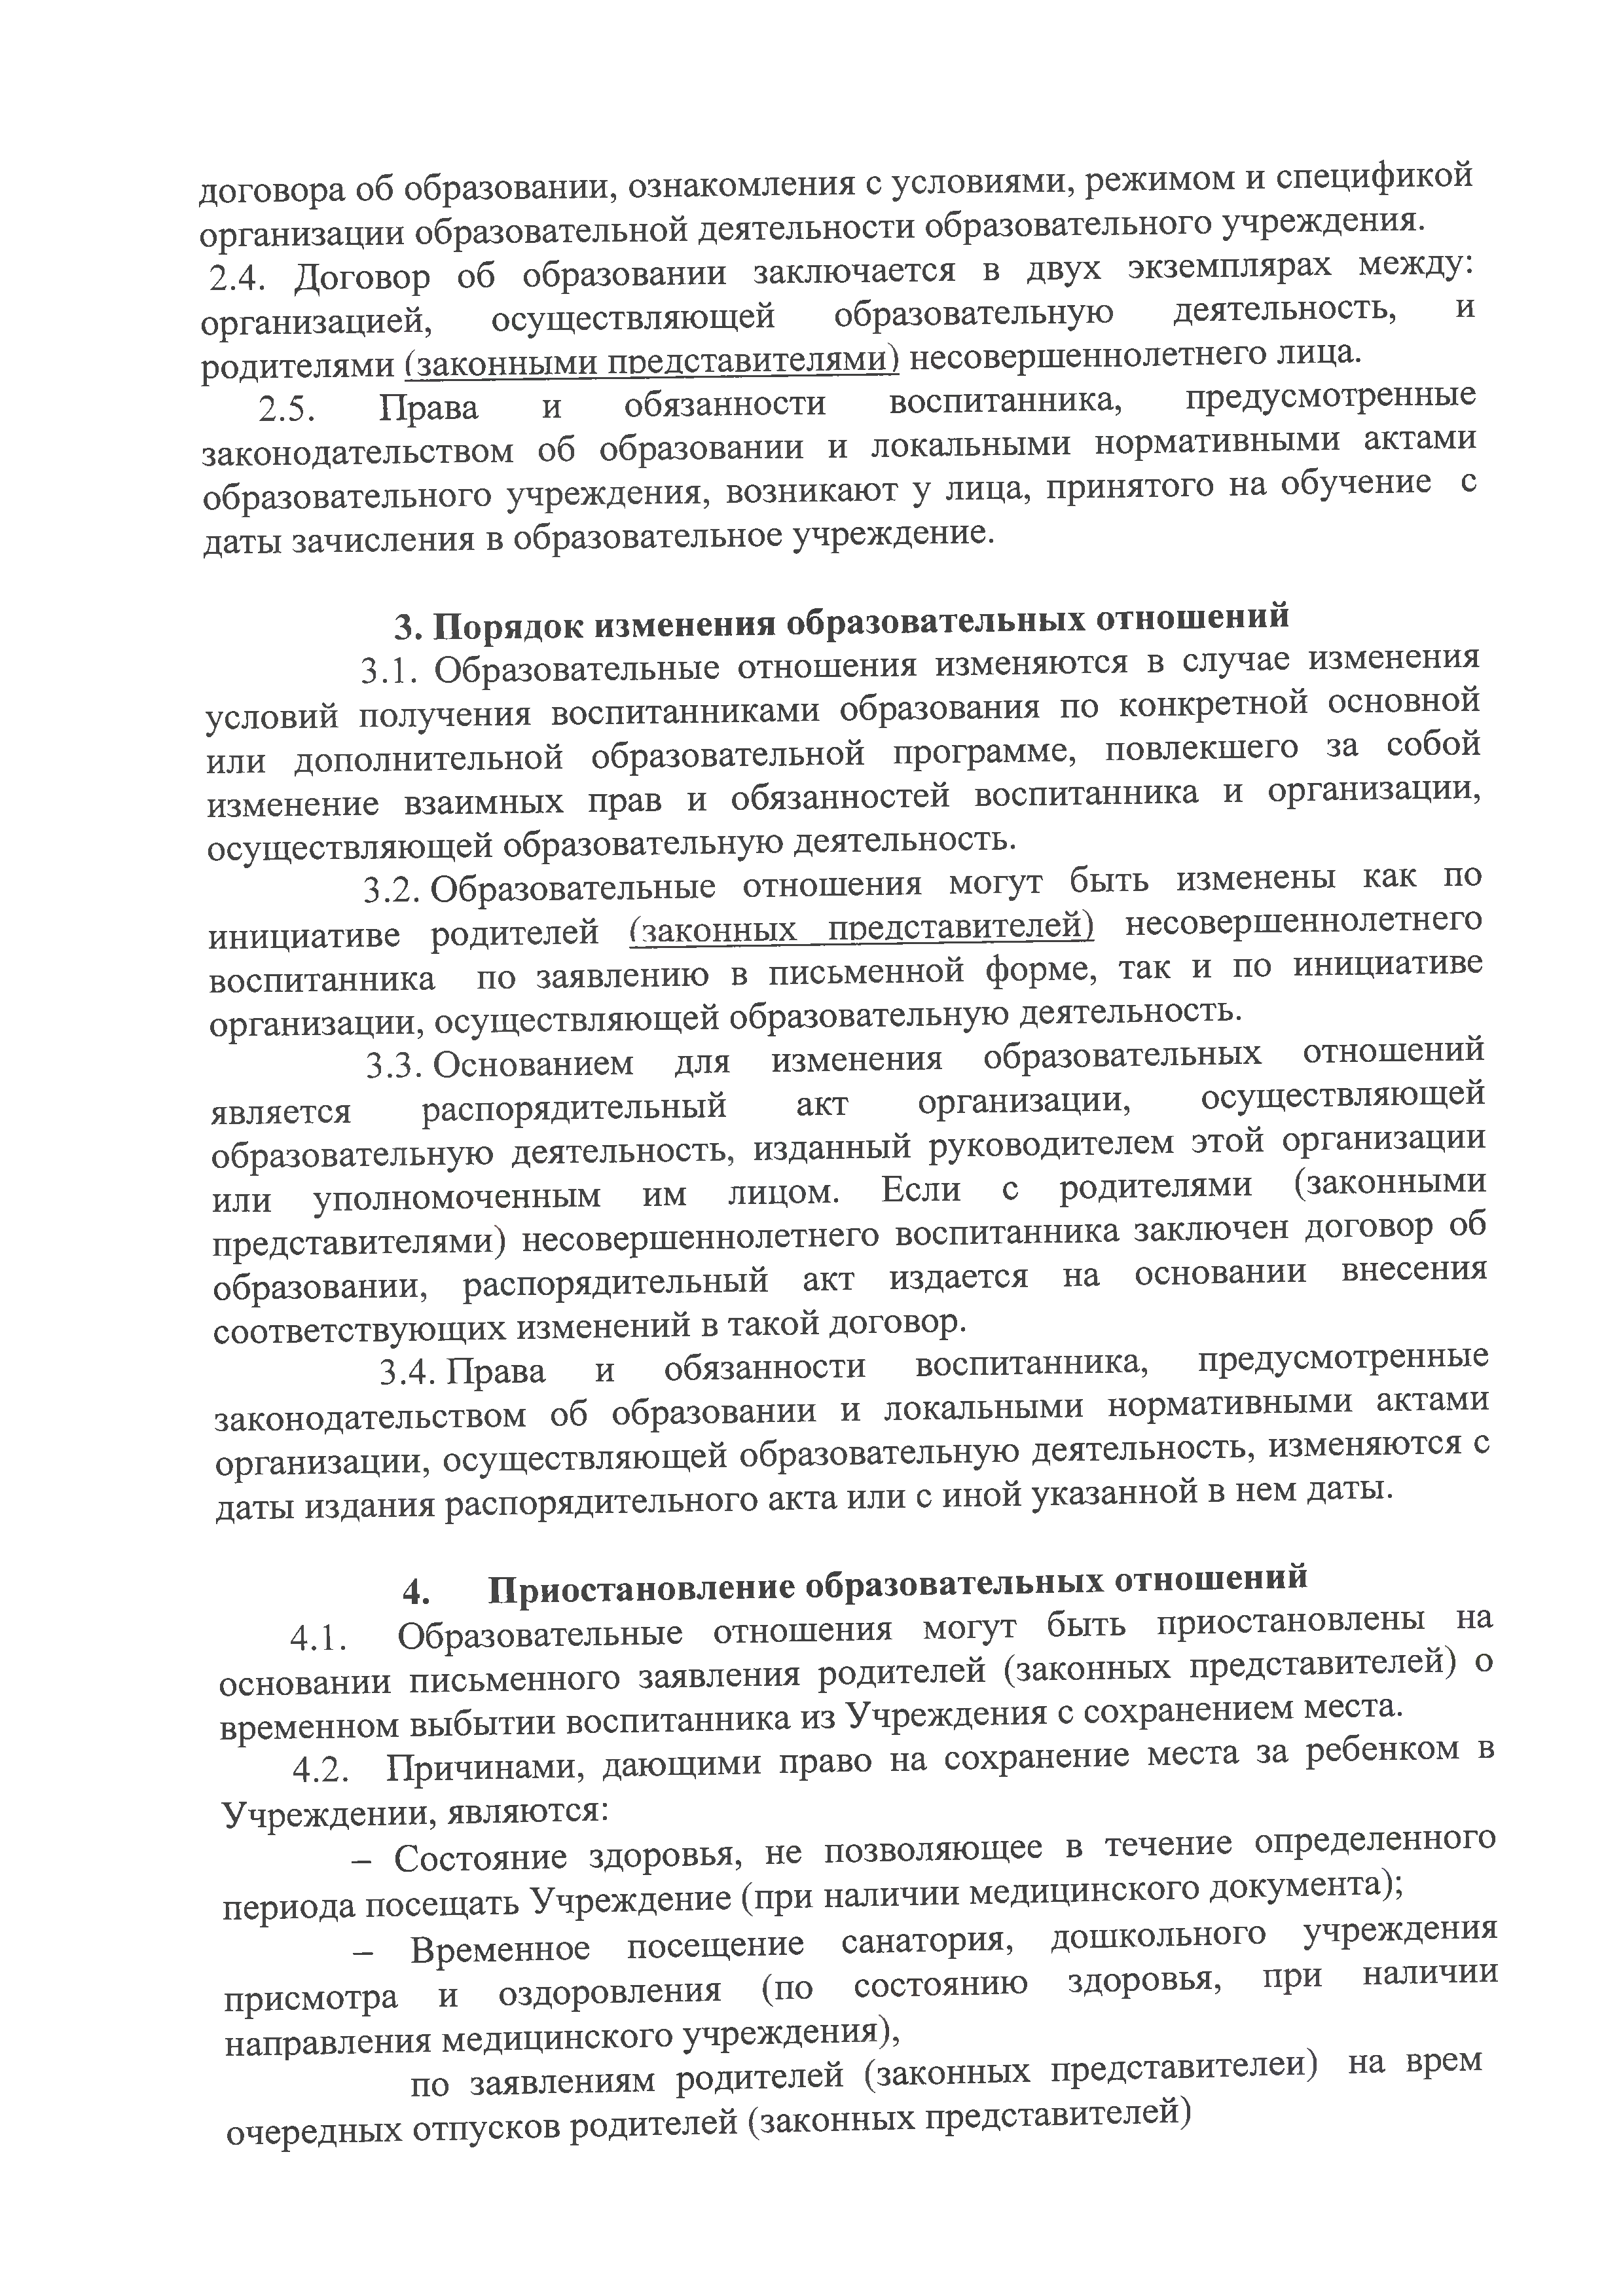 договора об образовании, ознакомления с условиями, режимом и спецификой
организации образовательной деятельности образовательного учреждения.
2.4. Договор об образовании заключается в двух экземплярах между:
организацией, осуществляющей образовательную деятельность, и
родителями (законными представителями) несовершеннолетнего лица.
2.5. Права и обязанности воспитанника, предусмотренные
законодательством об образовании и локальными нормативными актами
образовательного учреждения, возникают у лица, принятого на обучение с
даты зачисления в образовательное учреждение.
3. Порядок изменения образовательных отношений
3.1. Образовательные отношения изменяются в случае изменения
условий получения воспитанниками образования по конкретной основной
или дополнительной образовательной программе, повлекшего за собой
изменение взаимных прав и обязанностей воспитанника и организации,
осуществляющей образовательную деятельность.
3.2. Образовательные отношения могут быть изменены как по
инициативе родителей (законных представителей) несовершеннолетнего
воспитанника по заявлению в письменной форме, так и по инициативе
организации, осуществляющей образовательную деятельность.
3.3. Основанием для изменения образовательных отношений
является распорядительный акт организации, осуществляющей
образовательную деятельность, изданный руководителем этой организации
или уполномоченным им лицом. Если с родителями (законными
представителями) несовершеннолетнего воспитанника заключен договор об
образовании, распорядительный акт издается на основании внесения
соответствующих изменений в такой договор.
3.4. Права и обязанности воспитанника, предусмотренные
законодательством об образовании и локальными нормативными актами
организации, осуществляющей образовательную деятельность, изменяются с
даты издания распорядительного акта или с иной указанной в нем даты.
4. Приостановление образовательных отношений
4.1. Образовательные отношения могут быть приостановлены на
основании письменного заявления родителей (законных представителей) о
временном выбытии воспитанника из Учреждения с сохранением места.
4.2. Причинами, дающими право на сохранение места за ребенком в
Учреждении, являются:
– Состояние здоровья, не позволяющее в течение определенного
периода посещать Учреждение (при наличии медицинского документа);
– Временное посещение санатория, дошкольного учреждения
присмотра и оздоровления (по состоянию здоровья, при наличии
направления медицинского учреждения),
по заявлениям родителей (законных представителеи) на врем
очередных отпусков родителей (законных представителей)